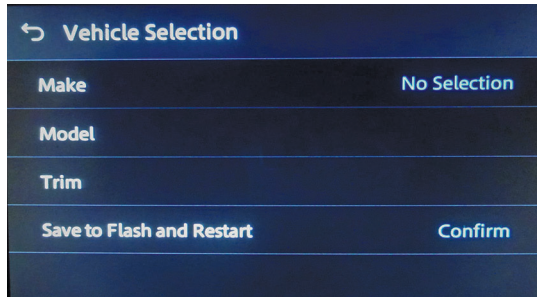 Vehicle Selection
Make No Selection
Model
Trim
Save to Flash and Restart Confirm